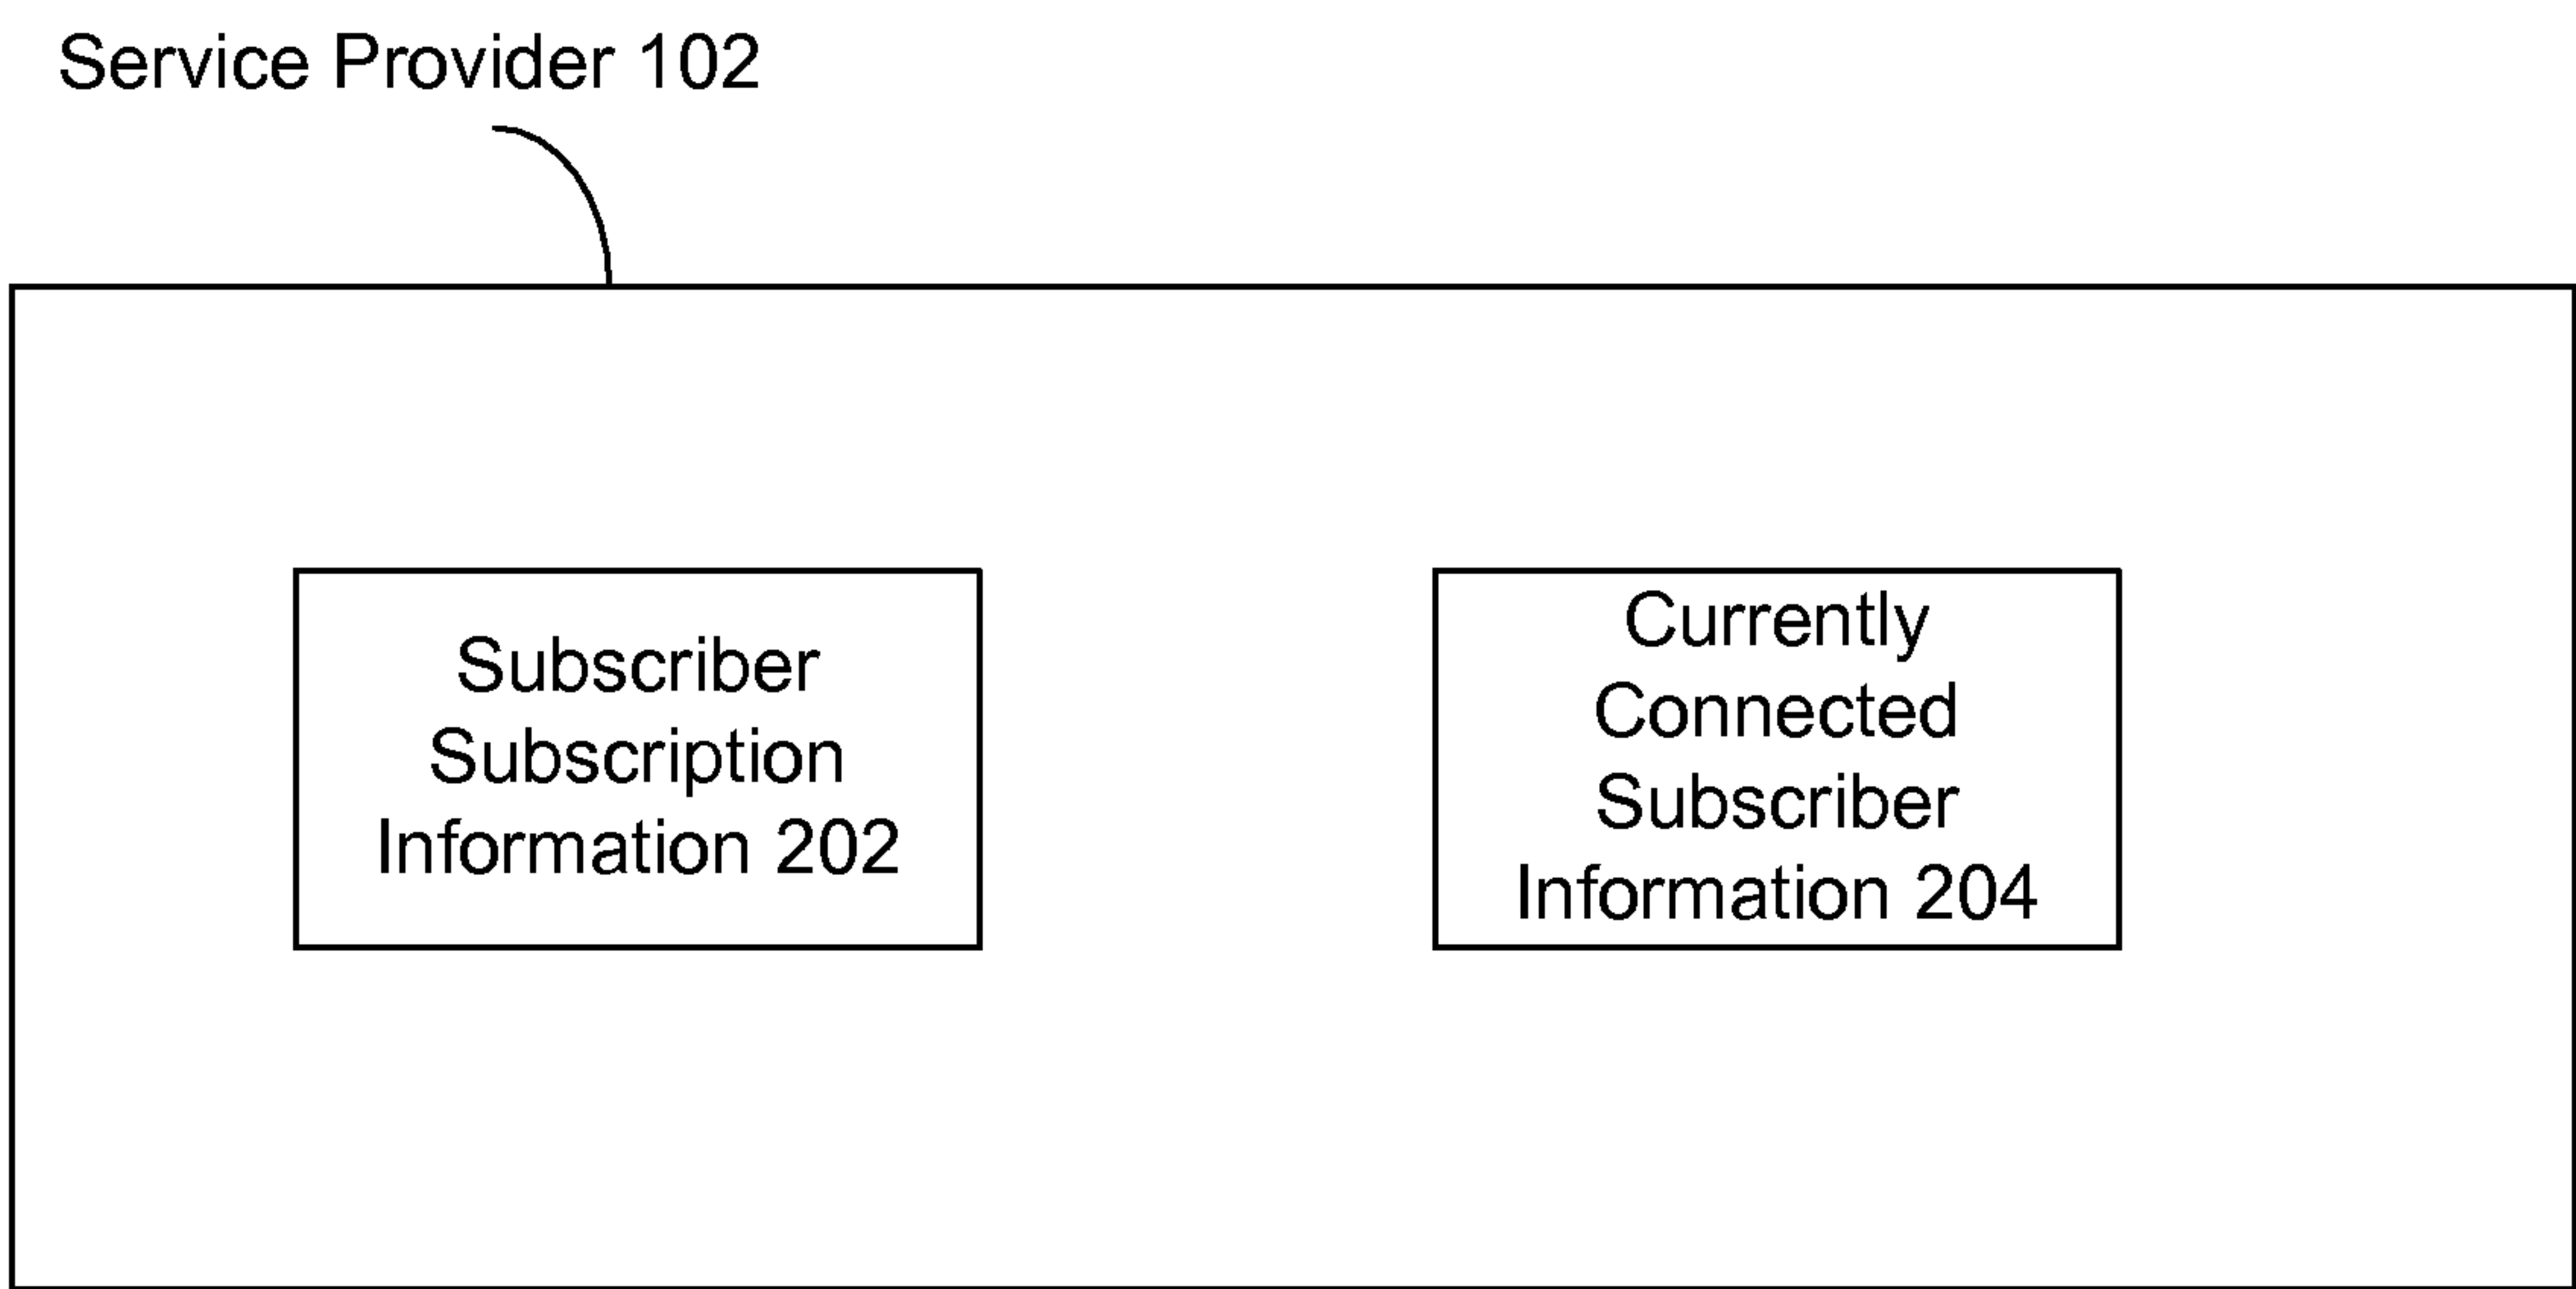 Service Provider 102
Subscriber
Subscription
Information 202
Currently
Connected
Subscriber
Information 204